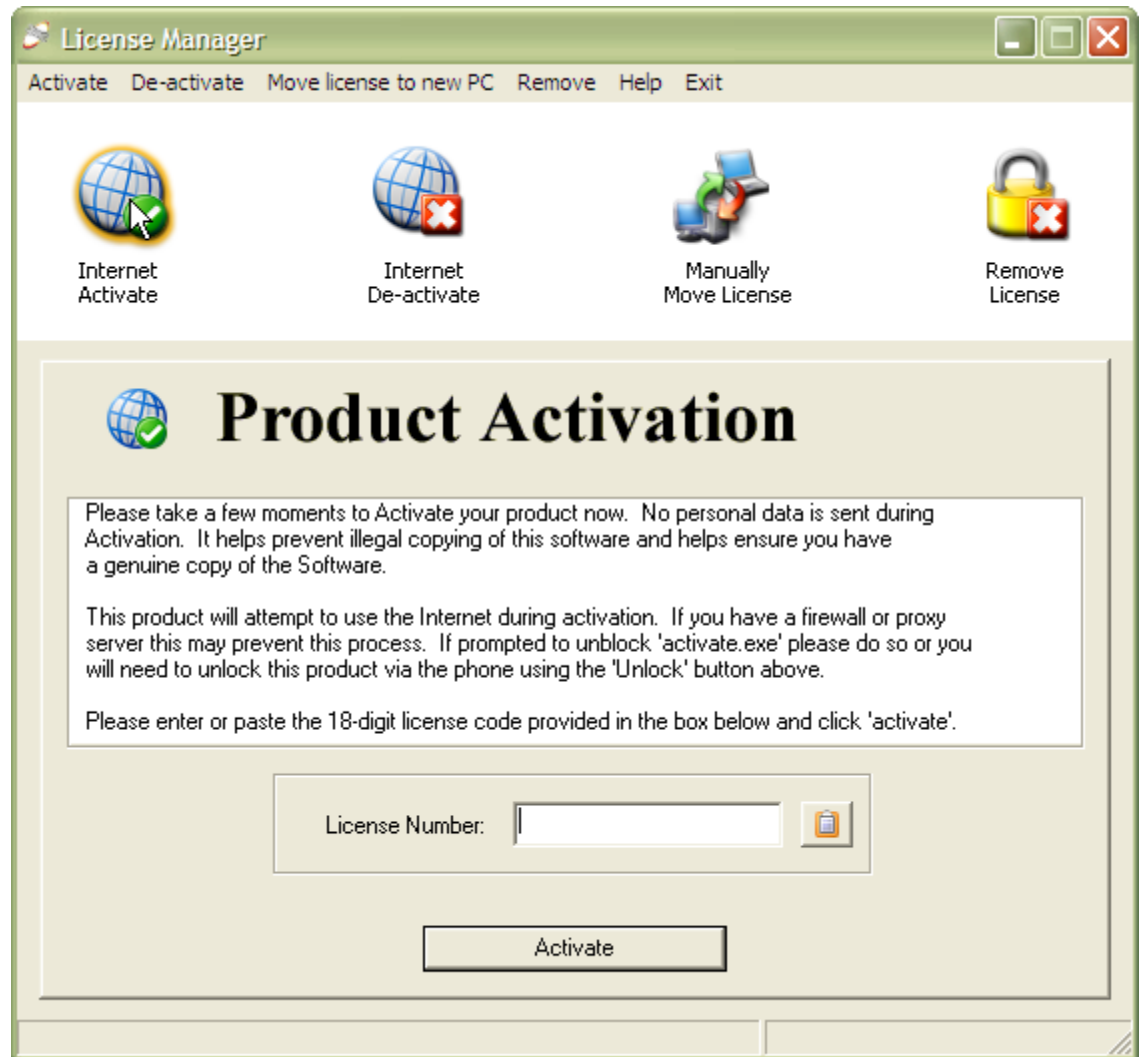 License Manager
Activate De-activate Move license to new PC Remove Help Exit
Internet
Activate
Internet
De-activate
Manually
Move License
Remove
License
Product Activation
Please take a few moments to Activate your product now. No personal data is sent during
Activation. It helps prevent illegal copying of this software and helps ensure you have
a genuine copy of the Software.
This product will attempt to use the Internet during activation. If you have a firewall or proxy
server this may prevent this process. If prompted to unblock 'activate.exe' please do so or you
will need to unlock this product via the phone using the 'Unlock' button above.
Please enter or paste the 18-digit license code provided in the box below and click 'activate'.
License Number:
Activate